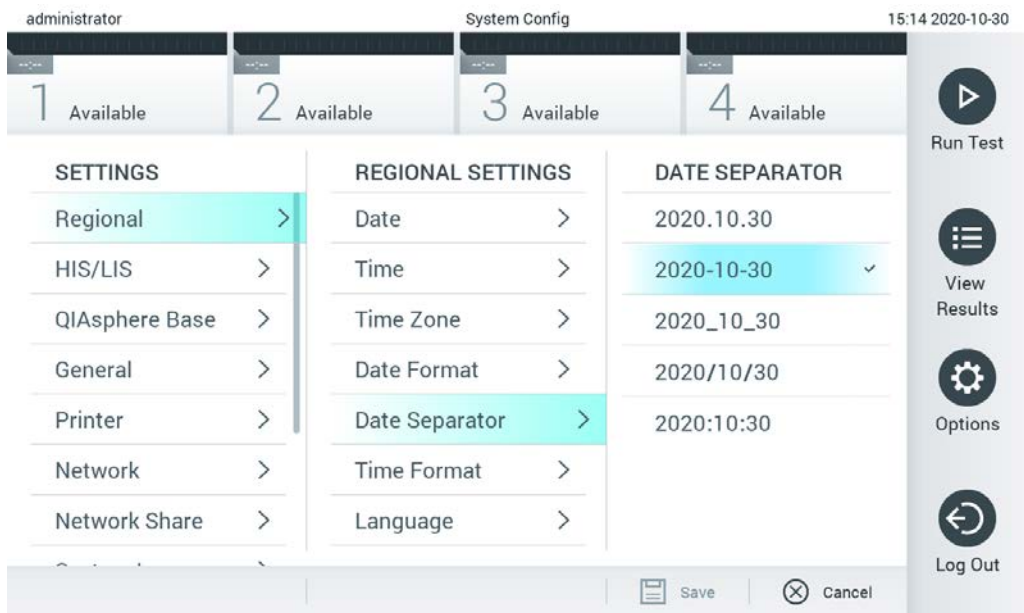 administrator System Config 15:14 2020-10-30
--:-- --:-- --:-- --:--
1 Available 2 Available 3 Available 4 Available
Run Test
View
Results
Options
Log Out
SETTINGS
Regional >
HIS/LIS >
QIAsphere Base >
General >
Printer >
Network >
Network Share >
REGIONAL SETTINGS
Date >
Time >
Time Zone >
Date Format >
Date Separator >
Time Format >
Language >
DATE SEPARATOR
2020.10.30
2020-10-30
2020_10_30
2020/10/30
2020:10:30
Save Cancel